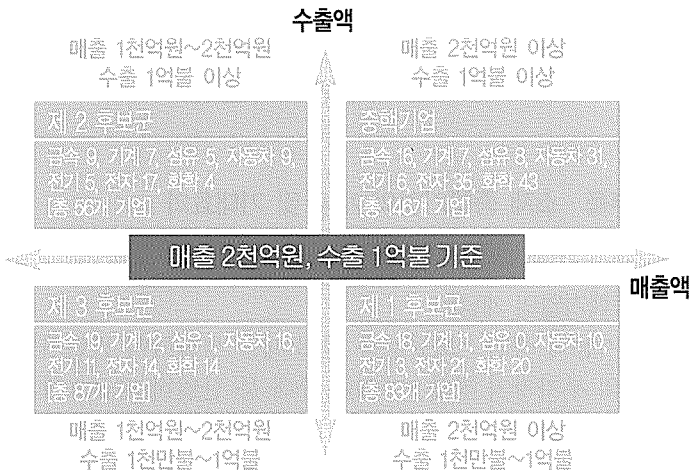 수출액
매출 1천억원~2천억원
수출 1억불 이상
매출 2천억원 이상
수출 1억불 이상
제 2 후보군
금속 9, 기계 7, 섬유 5, 자동차 9,
전기 5, 전자 17, 화학 4
[총 56개 기업]
중핵기업
금속 16, 기계 7, 섬유 8, 자동차 31,
전기 6, 전자 35, 화학 43
[총 146개 기업]
매출 2천억원, 수출 1억불 기준
매출액
제 3 후보군
금속 19, 기계 12, 섬유 1, 자동차 16,
전기 11, 전자 14, 화학 14
[총 87개 기업]
제 1 후보군
금속 18, 기계 11, 섬유 0, 자동차 10,
전기 3, 전자 21, 화학 20
[총 83개 기업]
매출 1천억원~2천억원
수출 1천만불~1억불
매출 2천억원 이상
수출 1천만불~1억불